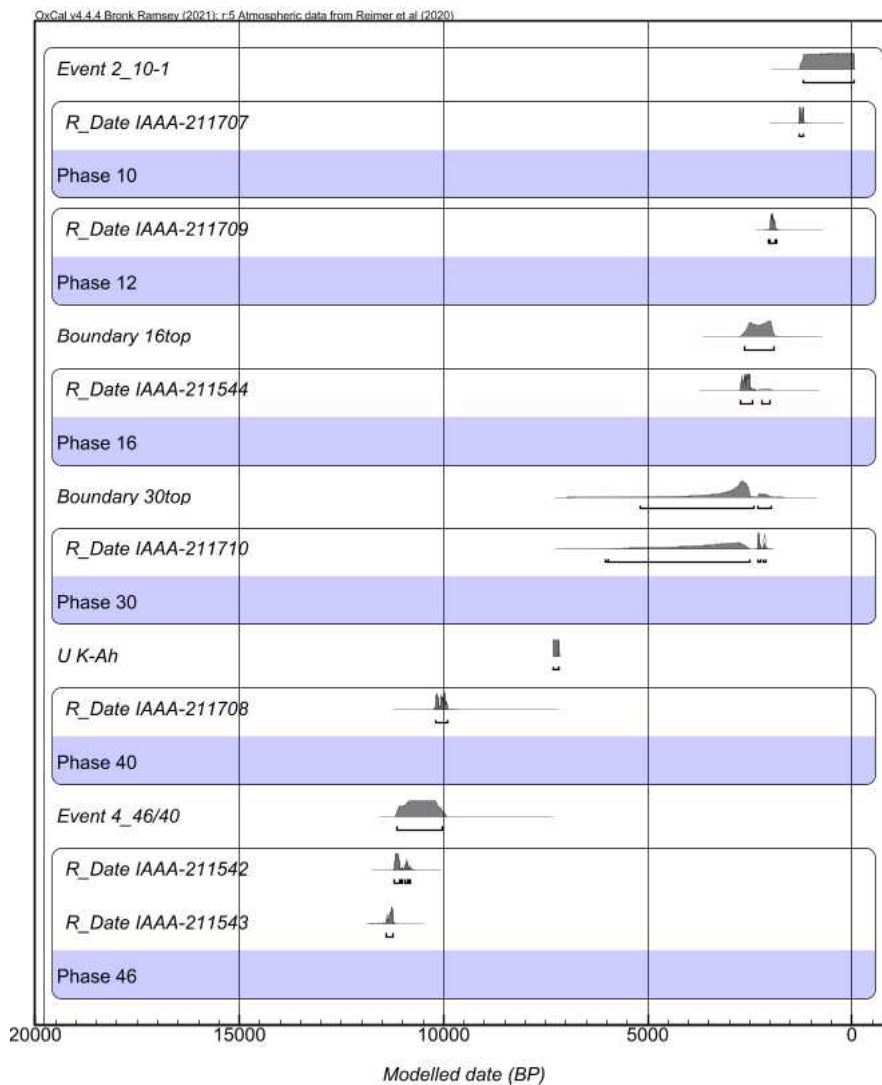 OxCal v4.4.4 Bronk Ramsey (2021); r:5 Atmospheric data from Reimer et al (2020)
Event 2_10-1
R_Date IAAA-211707
Phase 10
R_Date IAAA-211709
Phase 12
Boundary 16top
R_Date IAAA-211544
Phase 16
Boundary 30top
R_Date IAAA-211710
Phase 30
U K-Ah
R_Date IAAA-211708
Phase 40
Event 4_46/40
R_Date IAAA-211542
R_Date IAAA-211543
Phase 46
20000 15000 10000 5000 0
Modelled date (BP)